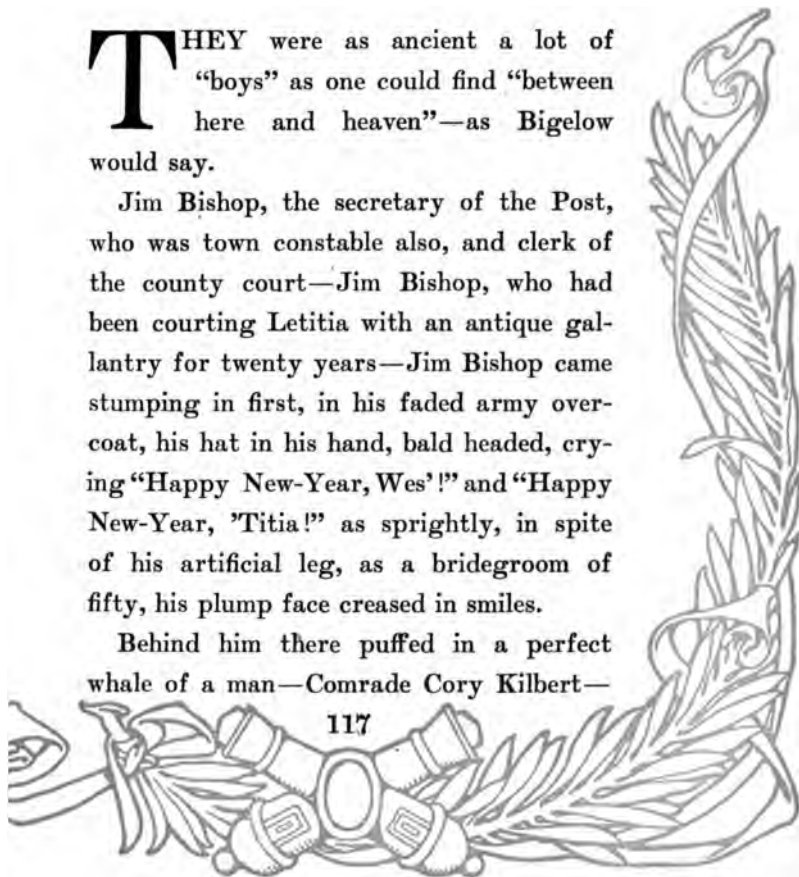 THEY were as ancient a lot of
“boys” as one could find “between
here and heaven”—as Bigelow
would say.
Jim Bishop, the secretary of the Post,
who was town constable also, and clerk of
the county court—Jim Bishop, who had
been courting Letitia with an antique gal-
lantry for twenty years—Jim Bishop came
stumping in first, in his faded army over-
coat, his hat in his hand, bald headed, cry-
ing “Happy New-Year, Wes’!” and “Happy
New-Year, ’Titia!” as sprightly, in spite
of his artificial leg, as a bridegroom of
fifty, his plump face creased in smiles.
Behind him there puffed in a perfect
whale of a man—Comrade Cory Kilbert—
117